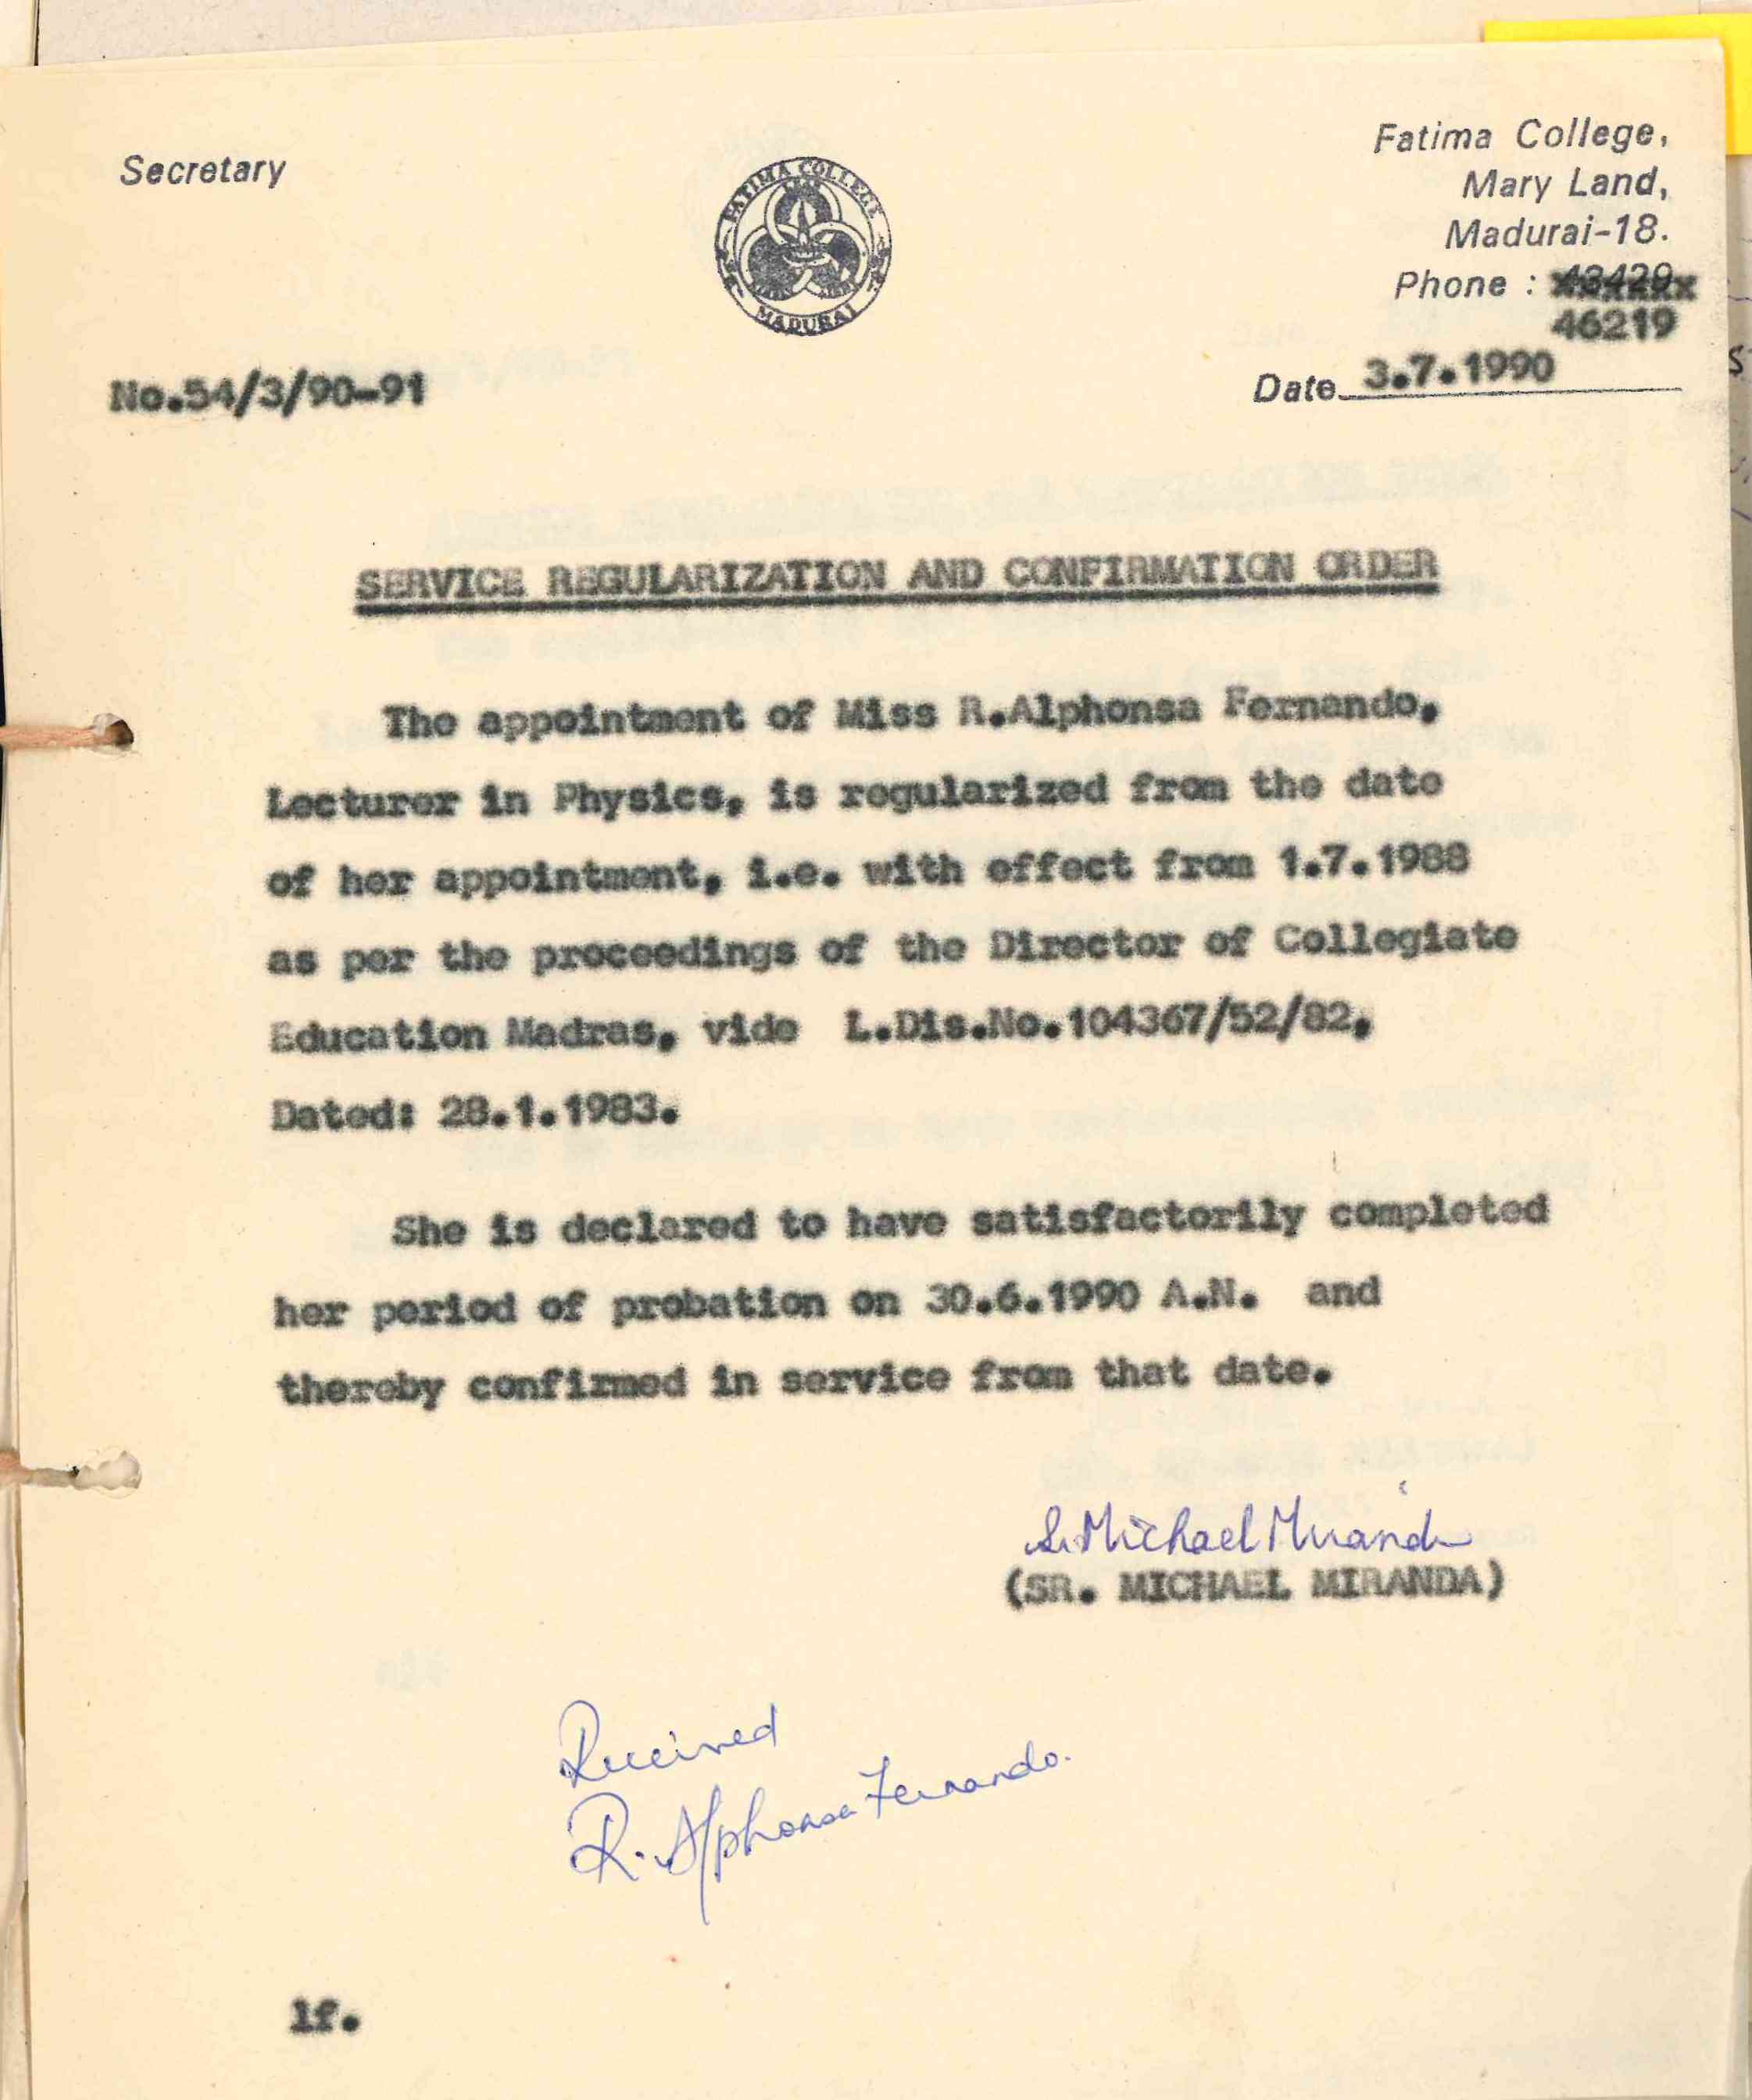 Secretary
FATIMA COLLEGE
MADURAI
Fatima College,
Mary Land,
Madurai-18.
Phone : 43429
46219
No.54/3/90-91
Date 3.7.1990
SERVICE REGULARIZATION AND CONFIRMATION ORDER
The appointment of Miss R.Alphonsa Fernando,
Lecturer in Physics, is regularized from the date
of her appointment, i.e. with effect from 1.7.1988
as per the proceedings of the Director of Collegiate
Education Madras, vide L.Dis.No.104367/52/82,
Dated: 28.1.1983.
She is declared to have satisfactorily completed
her period of probation on 30.6.1990 A.N. and
thereby confirmed in service from that date.
S. Michael Miranda
(SR. MICHAEL MIRANDA)
Received
R. Alphonsa Fernando.
lf.